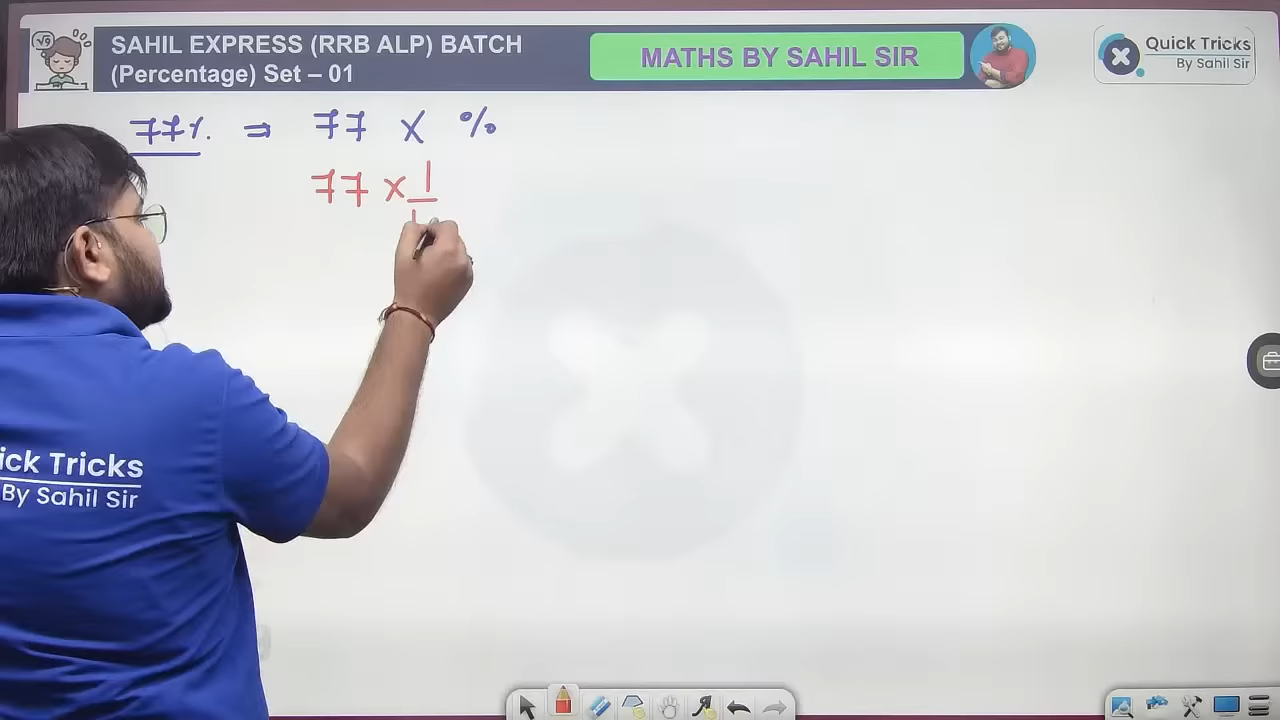 SAHIL EXPRESS (RRB ALP) BATCH
(Percentage) Set – 01
MATHS BY SAHIL SIR
Quick Tricks
By Sahil Sir
√9
77% ⇒ 77 × %
77 × 1
ick Tricks
By Sahil Sir